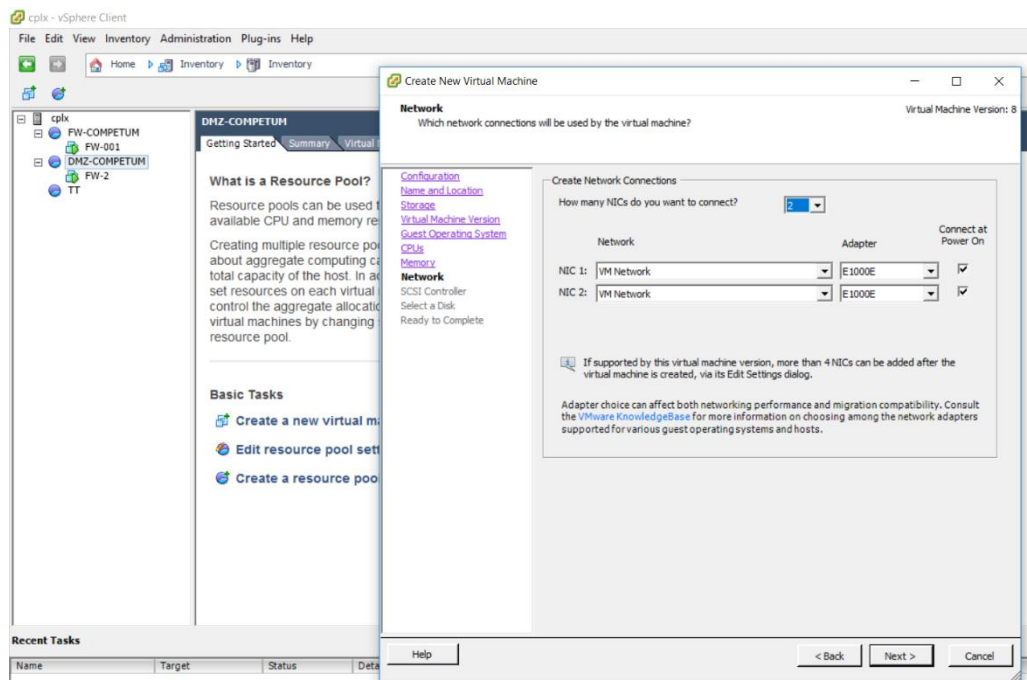 cplx - vSphere Client
File Edit View Inventory Administration Plug-ins Help
Home Inventory Inventory
cplx
FW-COMPETUM
FW-001
DMZ-COMPETUM
FW-2
TT
DMZ-COMPETUM
Getting Started Summary Virtual
What is a Resource Pool?
Resource pools can be used
available CPU and memory re
Creating multiple resource poo
about aggregate computing ca
total capacity of the host. In ad
set resources on each virtual
control the aggregate allocatio
virtual machines by changing
resource pool.
Basic Tasks
Create a new virtual ma
Edit resource pool sett
Create a resource poo
Recent Tasks
Name Target Status Deta
Create New Virtual Machine
Network Virtual Machine Version: 8
Which network connections will be used by the virtual machine?
Configuration
Name and Location
Storage
Virtual Machine Version
Guest Operating System
CPUs
Memory
Network
SCSI Controller
Select a Disk
Ready to Complete
Create Network Connections
How many NICs do you want to connect? 2
Network Adapter Connect at
Power On
NIC 1: VM Network E1000E
NIC 2: VM Network E1000E
If supported by this virtual machine version, more than 4 NICs can be added after the
virtual machine is created, via its Edit Settings dialog.
Adapter choice can affect both networking performance and migration compatibility. Consult
the VMware KnowledgeBase for more information on choosing among the network adapters
supported for various guest operating systems and hosts.
Help < Back Next > Cancel